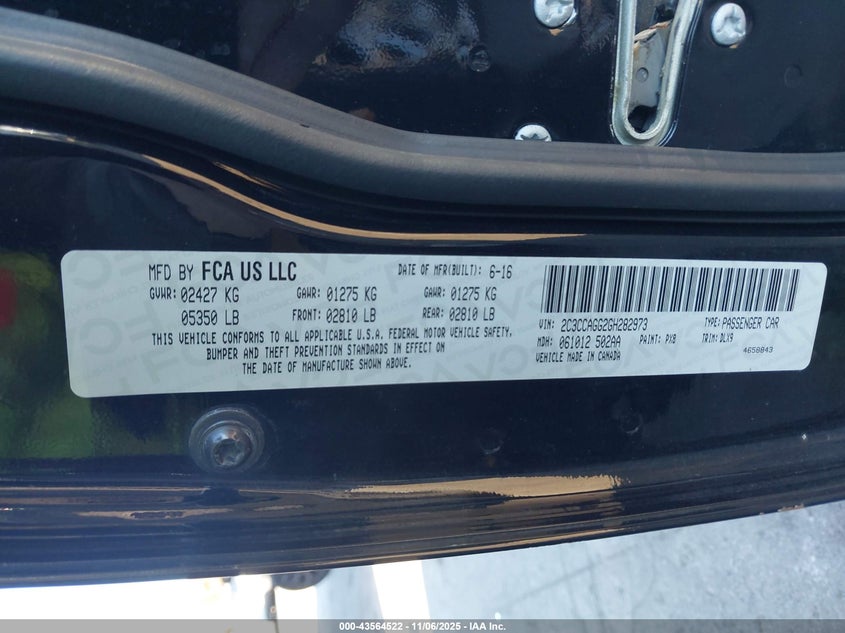 MFD BY FCA US LLC DATE OF MFR(BUILT): 6-16
GVWR: 02427 KG GAWR: 01275 KG GAWR: 01275 KG
05350 LB FRONT: 02810 LB REAR: 02810 LB
THIS VEHICLE CONFORMS TO ALL APPLICABLE U.S.A. FEDERAL MOTOR VEHICLE SAFETY,
BUMPER AND THEFT PREVENTION STANDARDS IN EFFECT ON
THE DATE OF MANUFACTURE SHOWN ABOVE.
VIN: 2C3CCAGG2GH282973 TYPE: PASSENGER CAR
MDH: 061012 502AA PAINT: PX8 TRIM: DLX9
VEHICLE MADE IN CANADA 4658843
000-43564522 — 11/06/2025 — IAA Inc.